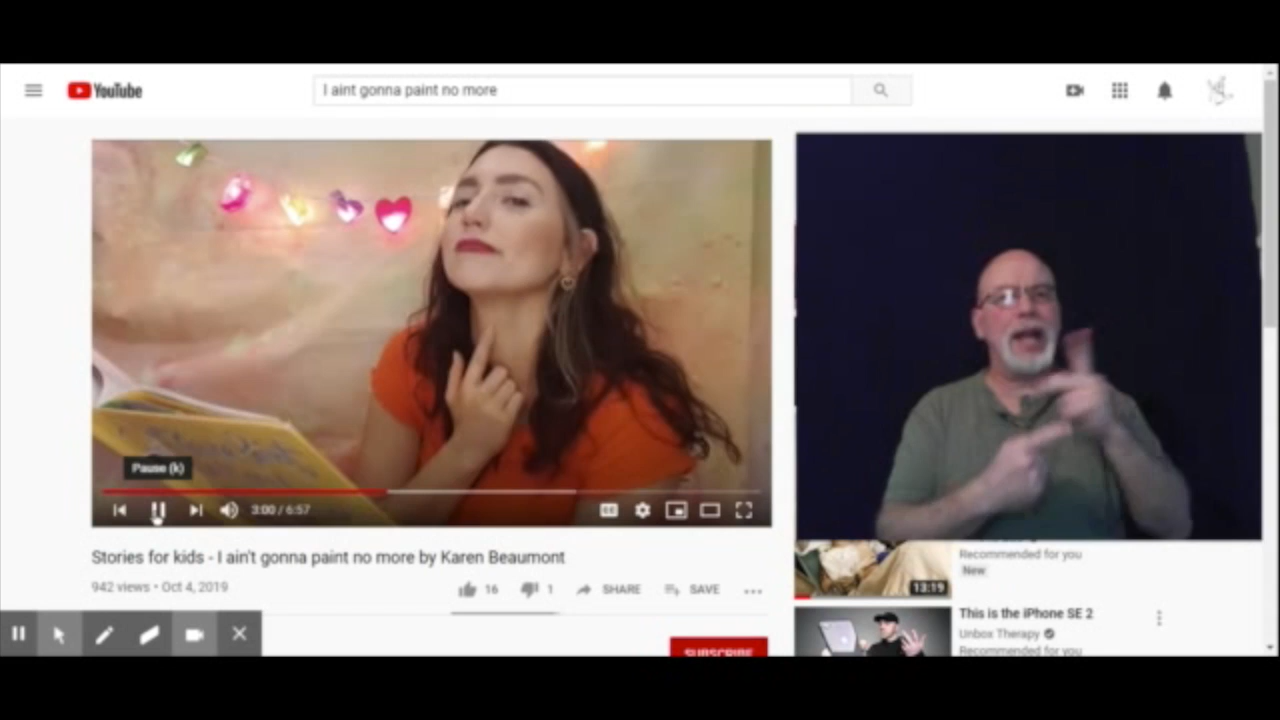 YouTube
I aint gonna paint no more
Pause (k)
3:00 / 6:57
CC
Stories for kids - I ain't gonna paint no more by Karen Beaumont
942 views • Oct 4, 2019
16
1
SHARE
SAVE
SUBSCRIBE
13:19
Recommended for you
New
This is the iPhone SE 2
Unbox Therapy
Recommended for you